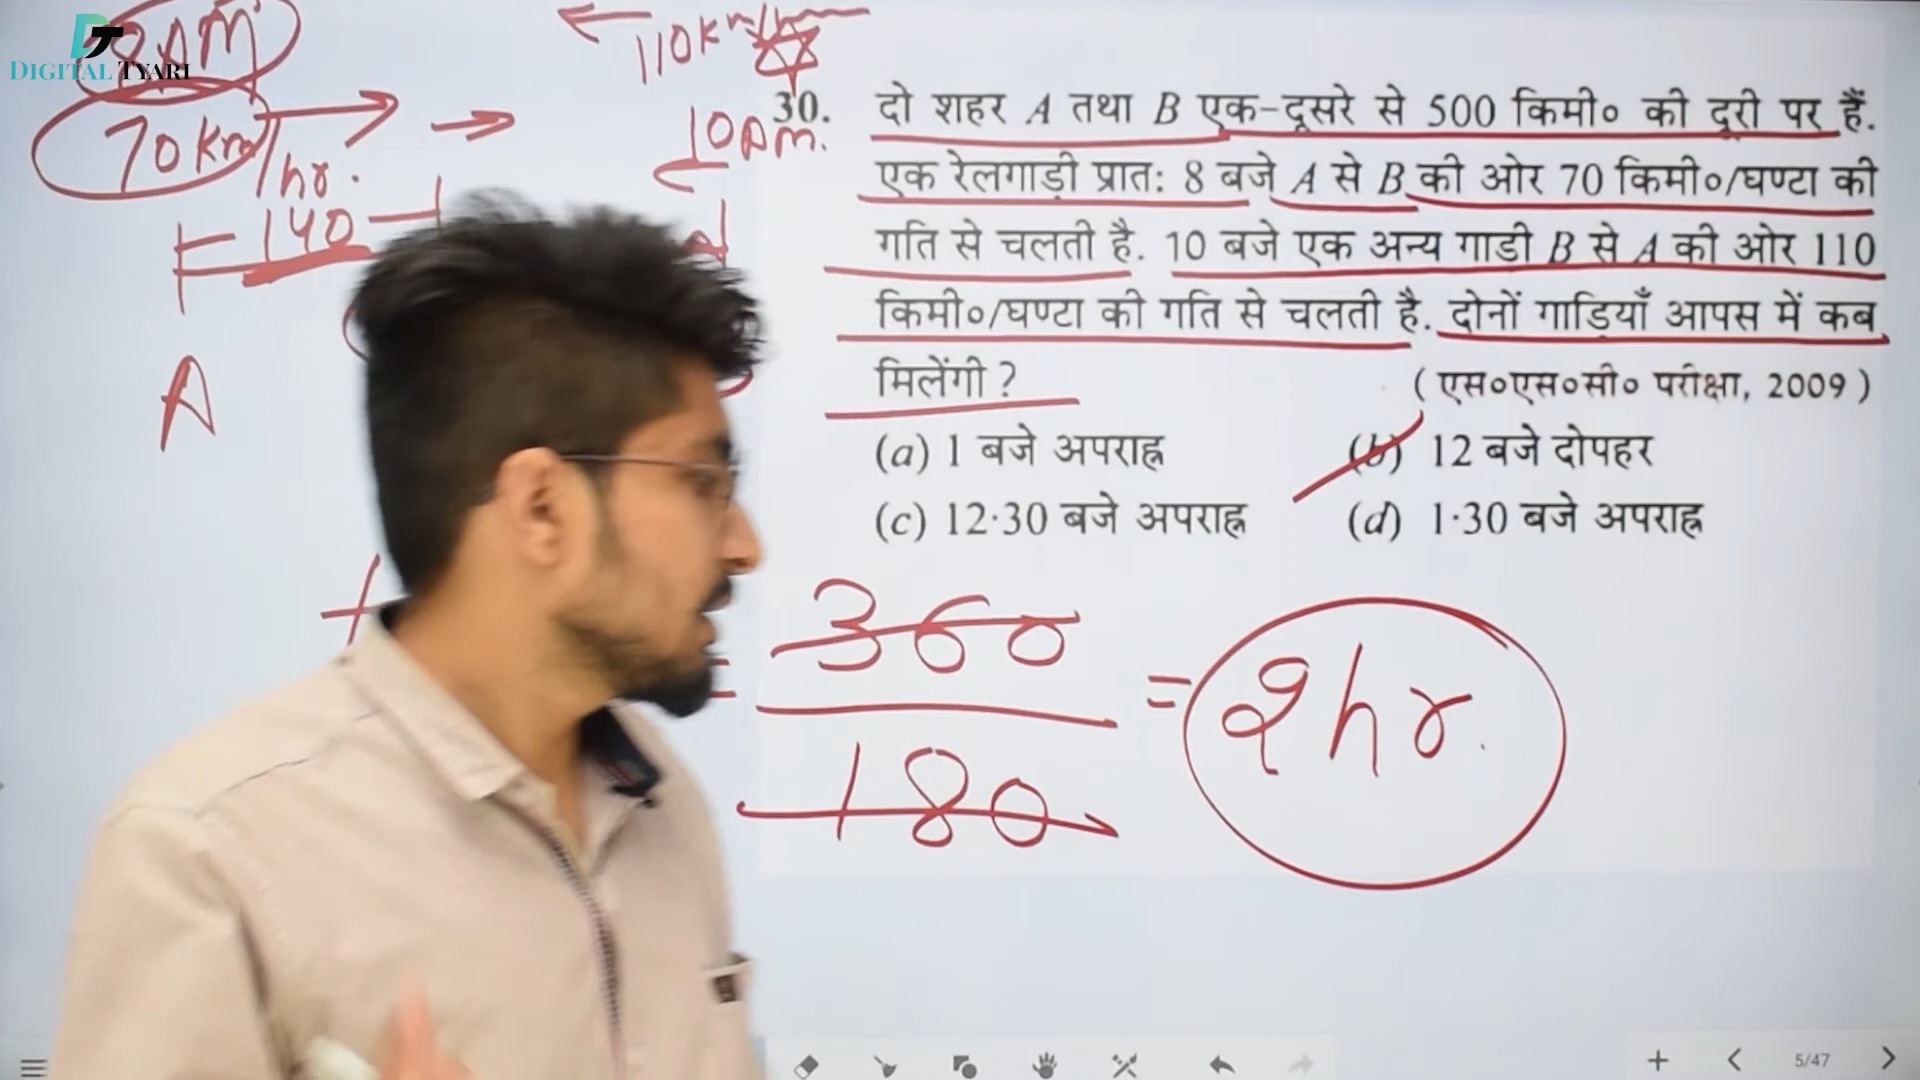 DIGITAL TYARI
110km/h
70km/hr.
10AM.
140
A
30. दो शहर A तथा B एक-दूसरे से 500 किमी० की दूरी पर हैं.
एक रेलगाड़ी प्रात: 8 बजे A से B की ओर 70 किमी०/घण्टा की
गति से चलती है. 10 बजे एक अन्य गाडी B से A की ओर 110
किमी०/घण्टा की गति से चलती है. दोनों गाड़ियाँ आपस में कब
मिलेंगी ? ( एस०एस०सी० परीक्षा, 2009 )
(a) 1 बजे अपराह्न (b) 12 बजे दोपहर
(c) 12·30 बजे अपराह्न (d) 1·30 बजे अपराह्न
= 360 = 2hr.
180
5/47